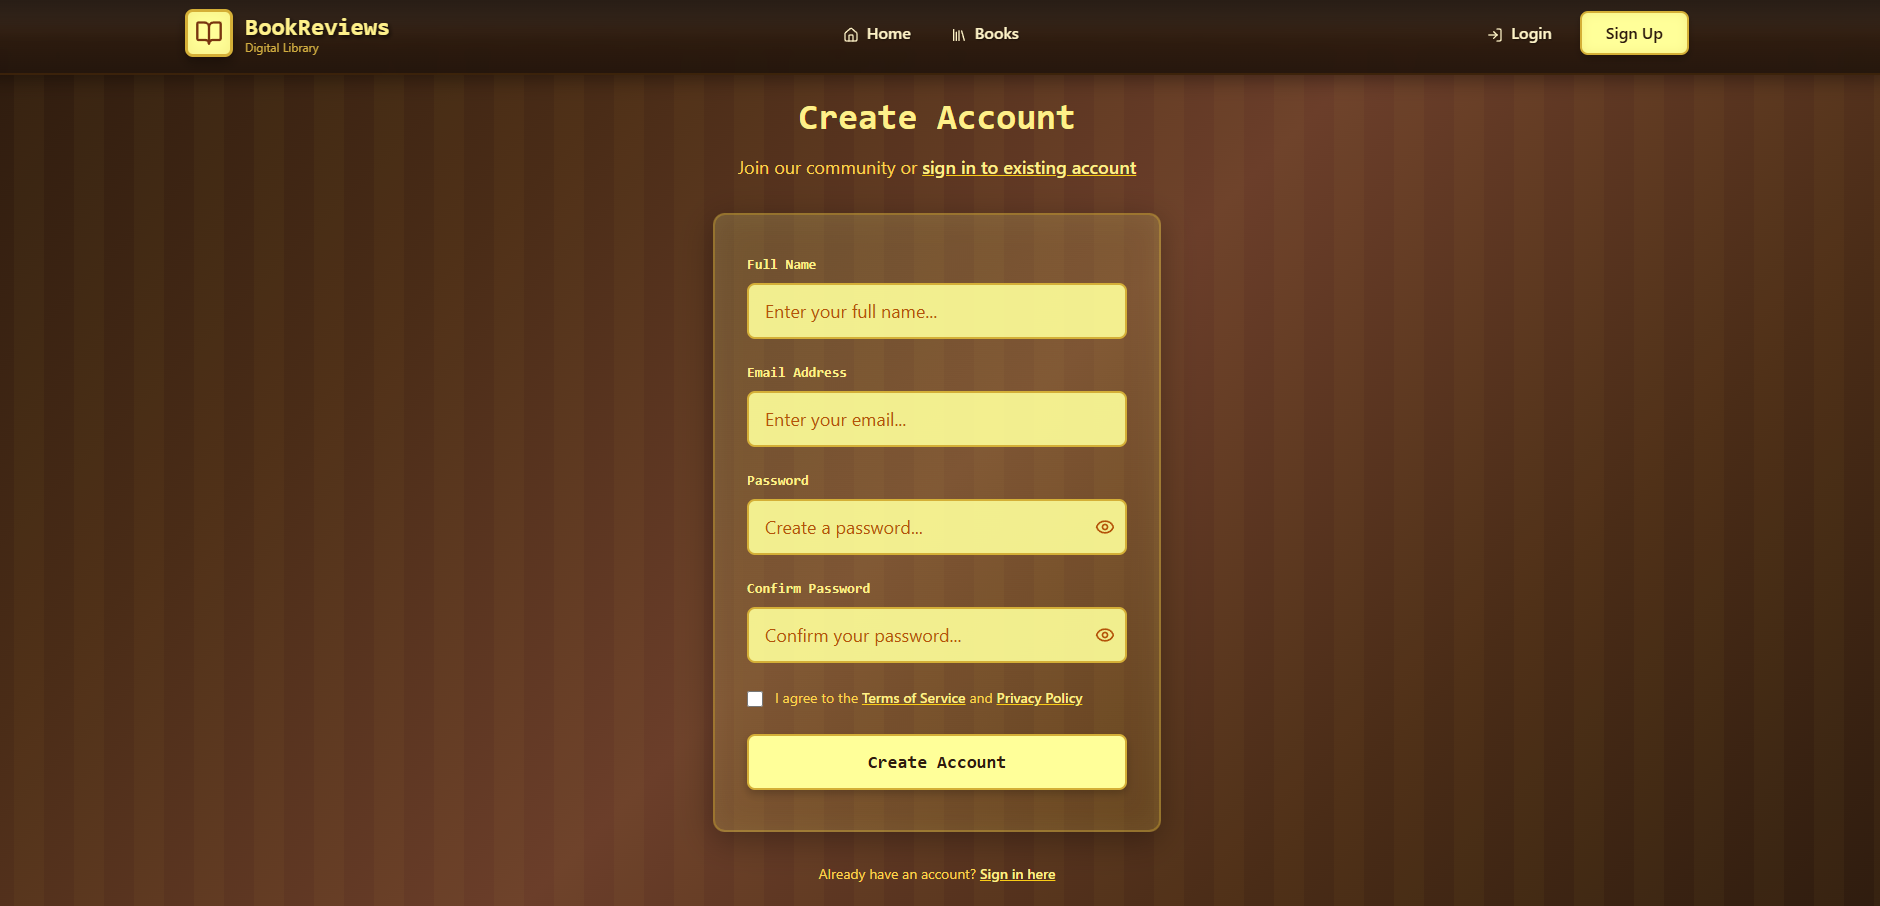 BookReviews
Digital Library
Home
Books
Login
Sign Up
Create Account
Join our community or sign in to existing account
Full Name
Enter your full name...
Email Address
Enter your email...
Password
Create a password...
Confirm Password
Confirm your password...
I agree to the Terms of Service and Privacy Policy
Create Account
Already have an account? Sign in here